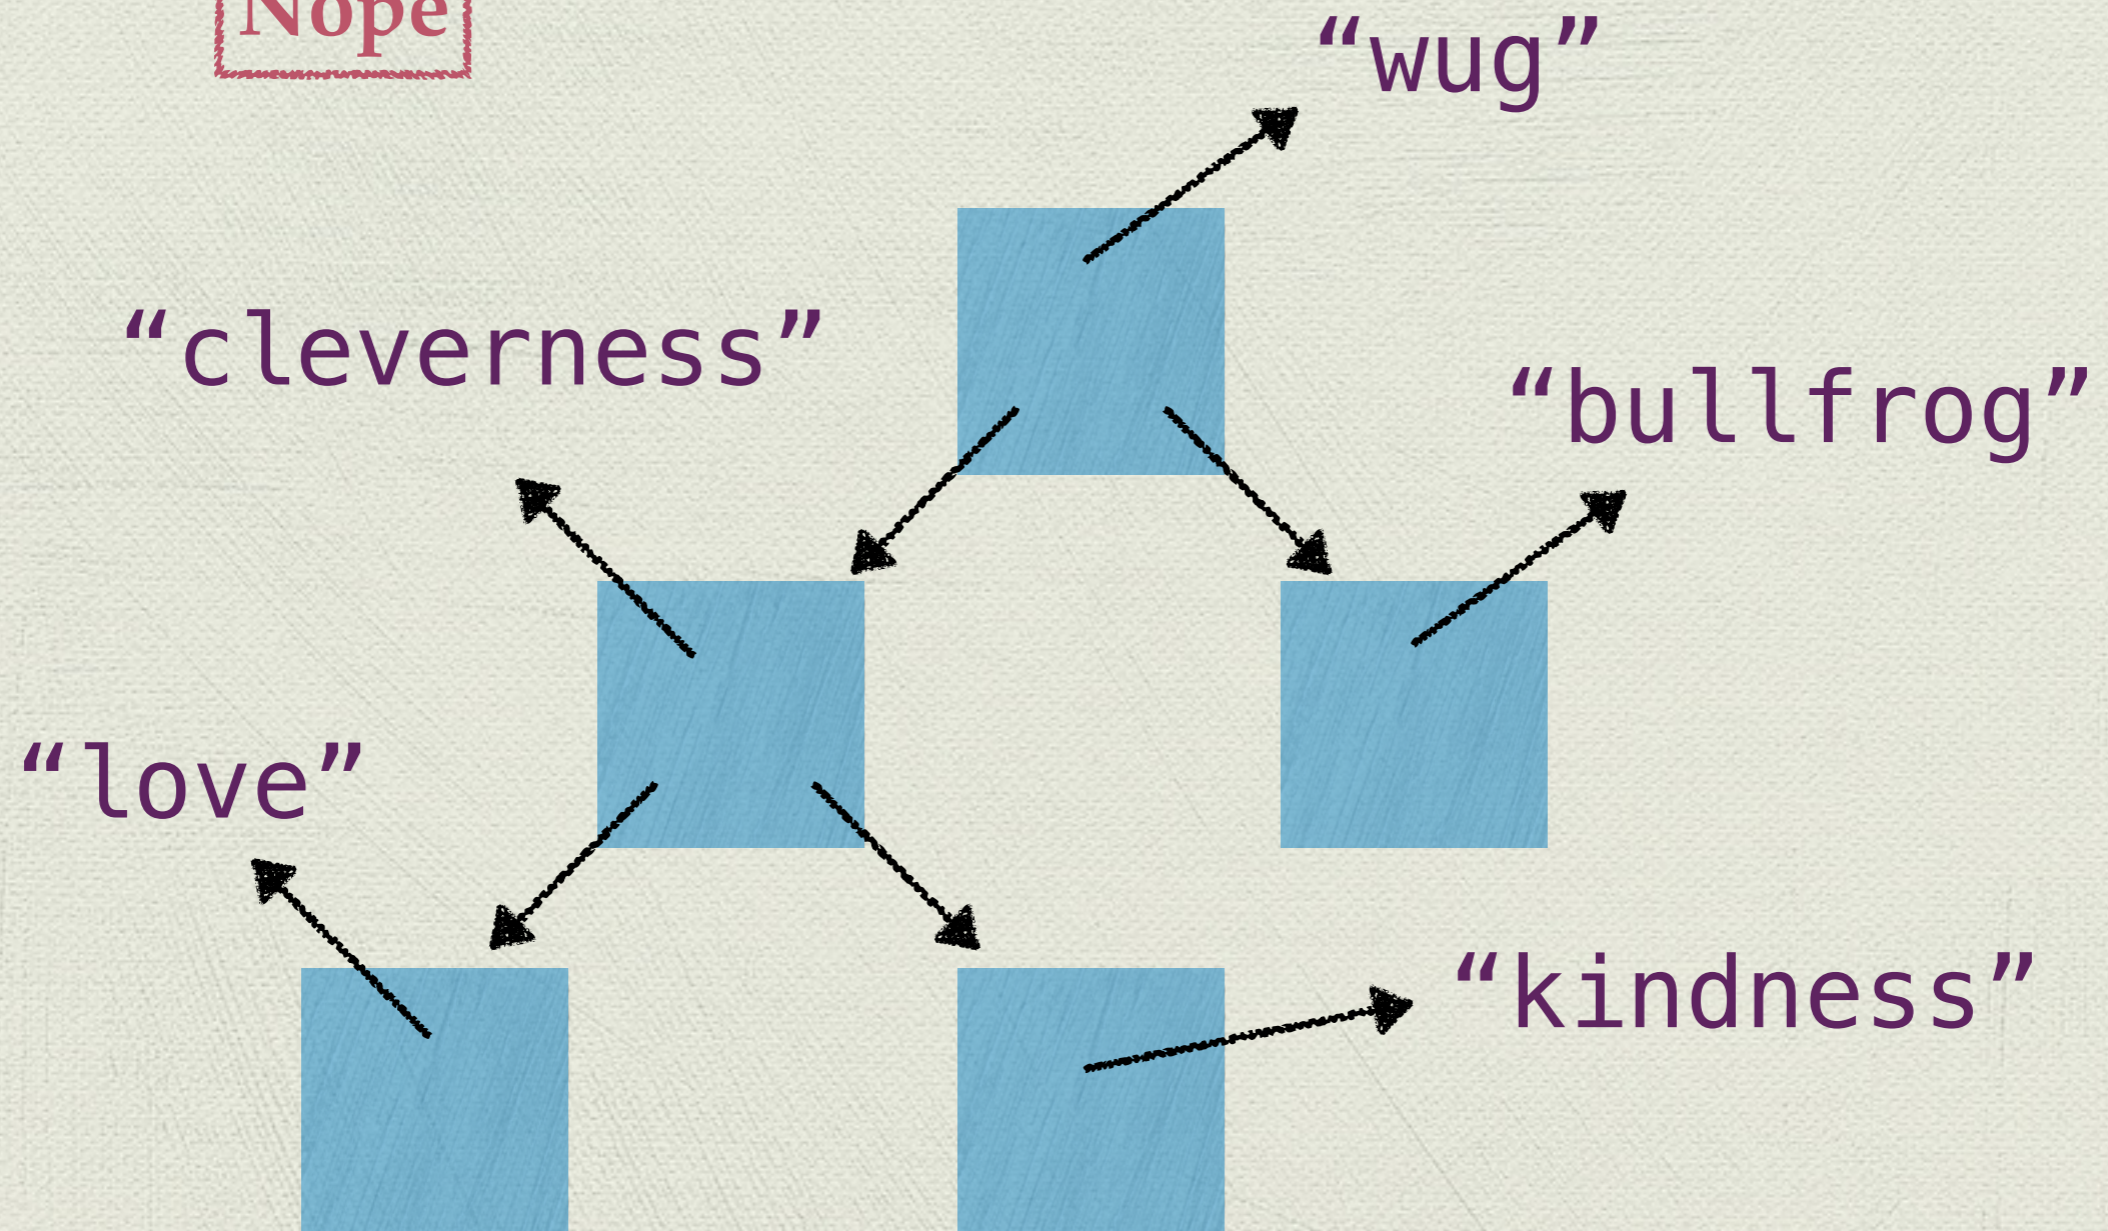 Nope
“wug”
“cleverness”
“bullfrog”
“love”
“kindness”